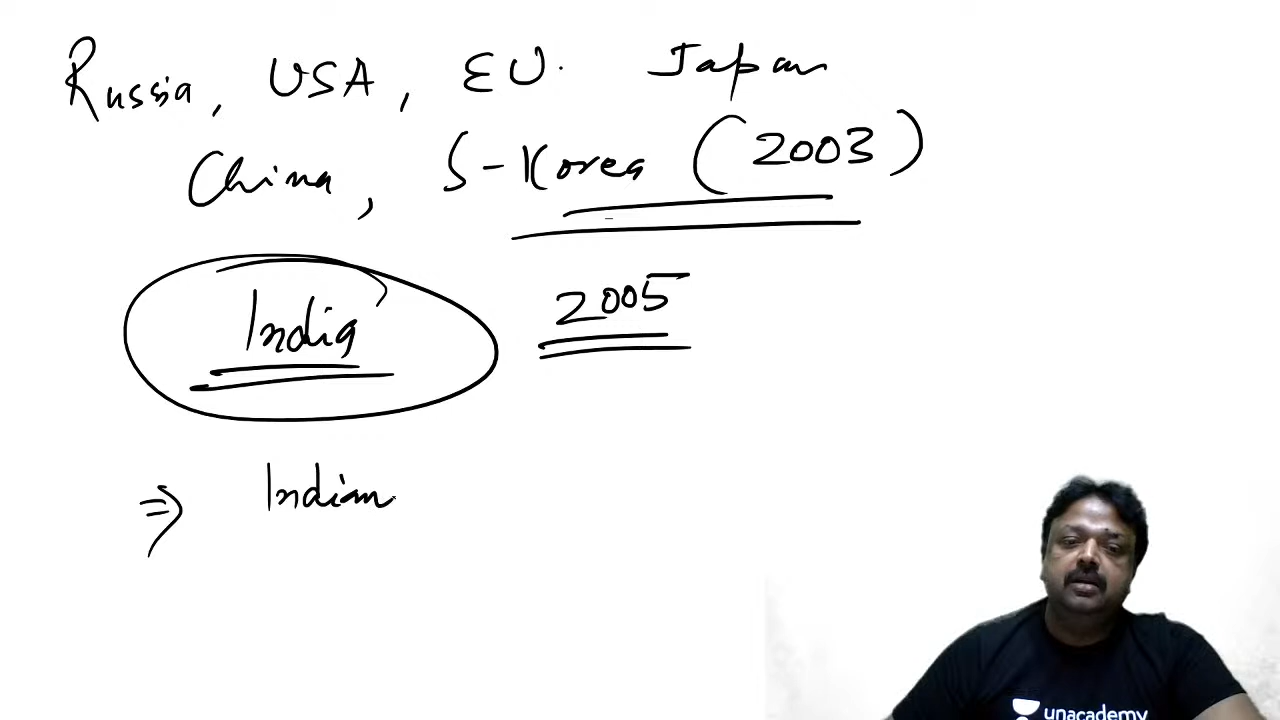 Russia, USA, EU. Japan
China, S-Korea (2003)
India 2005
⇒ Indian
unacademy